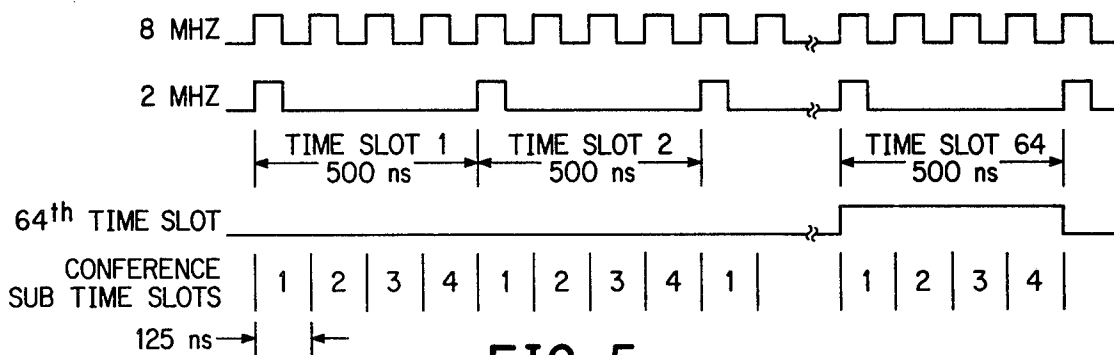 8 MHZ
2 MHZ
TIME SLOT 1
500 ns
TIME SLOT 2
500 ns
TIME SLOT 64
500 ns
64th TIME SLOT
CONFERENCE
SUB TIME SLOTS
1 2 3 4 1 2 3 4 1 1 2 3 4
125 ns